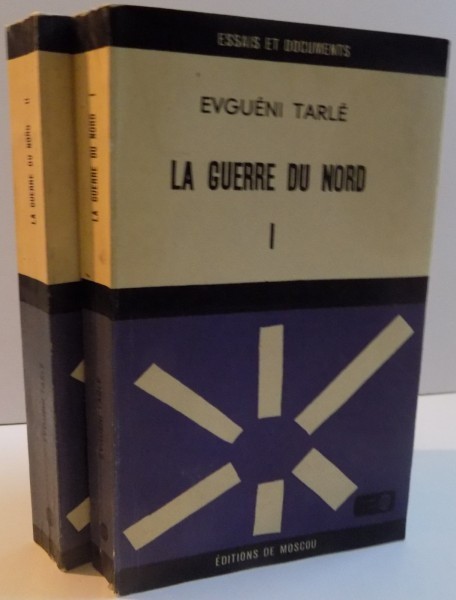 ESSAIS ET DOCUMENTS
EVGUÉNI TARLÉ
LA GUERRE DU NORD
I
ÉDITIONS DE MOSCOU
LA GUERRE DU NORD I
LA GUERRE DU NORD II